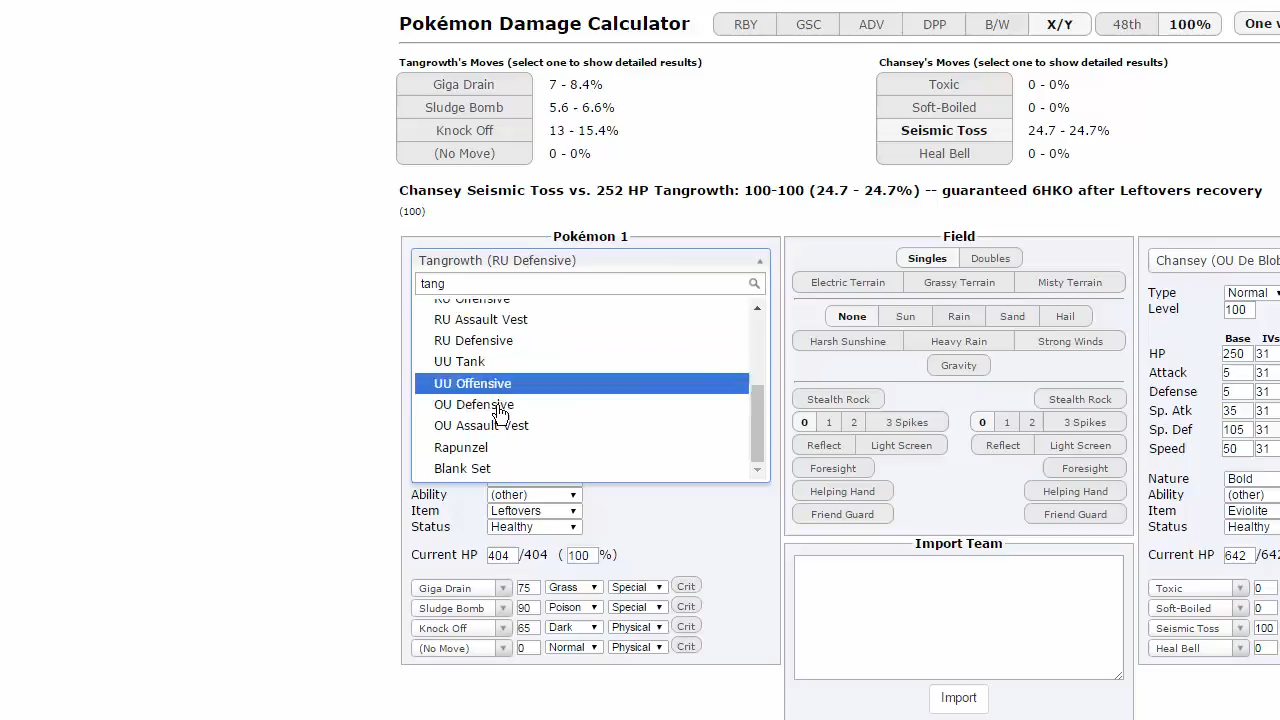 Pokémon Damage Calculator RBY GSC ADV DPP B/W X/Y 48th 100% One
Tangrowth's Moves (select one to show detailed results) Chansey's Moves (select one to show detailed results)
Giga Drain 7 - 8.4% Toxic 0 - 0%
Sludge Bomb 5.6 - 6.6% Soft-Boiled 0 - 0%
Knock Off 13 - 15.4% Seismic Toss 24.7 - 24.7%
(No Move) 0 - 0% Heal Bell 0 - 0%
Chansey Seismic Toss vs. 252 HP Tangrowth: 100-100 (24.7 - 24.7%) -- guaranteed 6HKO after Leftovers recovery
(100)
Pokémon 1
Tangrowth (RU Defensive)
tang
RU Offensive
RU Assault Vest
RU Defensive
UU Tank
UU Offensive
OU Defensive
OU Assault Vest
Rapunzel
Blank Set
Ability (other)
Item Leftovers
Status Healthy
Current HP 404 /404 ( 100 %)
Giga Drain 75 Grass Special Crit
Sludge Bomb 90 Poison Special Crit
Knock Off 65 Dark Physical Crit
(No Move) 0 Normal Physical Crit
Field
Singles Doubles
Electric Terrain Grassy Terrain Misty Terrain
None Sun Rain Sand Hail
Harsh Sunshine Heavy Rain Strong Winds
Gravity
Stealth Rock Stealth Rock
0 1 2 3 Spikes 0 1 2 3 Spikes
Reflect Light Screen Reflect Light Screen
Foresight Foresight
Helping Hand Helping Hand
Friend Guard Friend Guard
Import Team
Import
Chansey (OU De Blob
Type Normal
Level 100
Base IVs
HP 250 31
Attack 5 31
Defense 5 31
Sp. Atk 35 31
Sp. Def 105 31
Speed 50 31
Nature Bold
Ability (other)
Item Eviolite
Status Healthy
Current HP 642 /642
Toxic 0
Soft-Boiled 0
Seismic Toss 100
Heal Bell 0